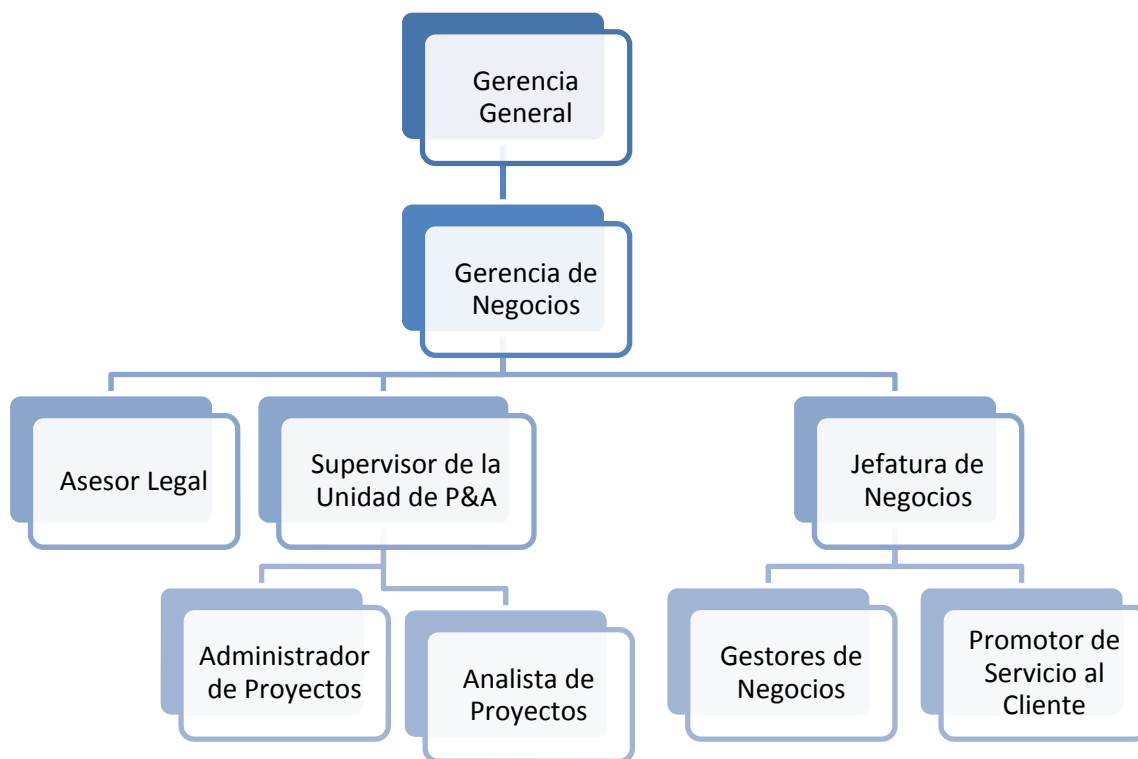 Gerencia
General
Gerencia de
Negocios
Asesor Legal
Supervisor de la
Unidad de P&A
Jefatura de
Negocios
Administrador
de Proyectos
Analista de
Proyectos
Gestores de
Negocios
Promotor de
Servicio al
Cliente